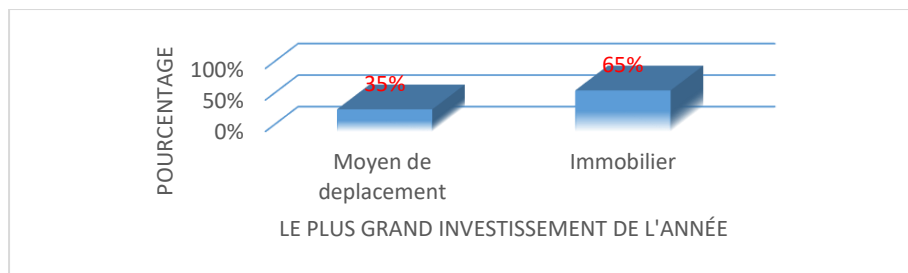 POURCENTAGE
100%
50%
0%
35%
65%
Moyen de
deplacement
Immobilier
LE PLUS GRAND INVESTISSEMENT DE L'ANNÉE